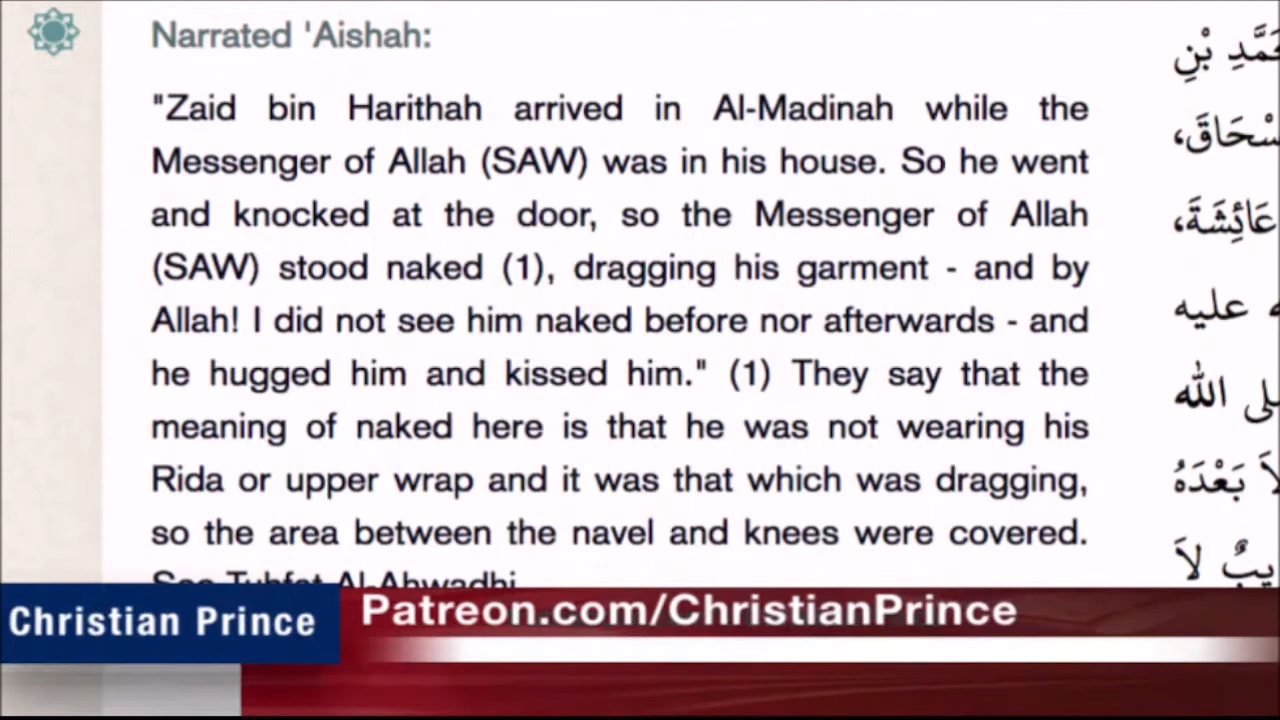 Narrated 'Aishah:
"Zaid bin Harithah arrived in Al-Madinah while the
Messenger of Allah (SAW) was in his house. So he went
and knocked at the door, so the Messenger of Allah
(SAW) stood naked (1), dragging his garment - and by
Allah! I did not see him naked before nor afterwards - and
he hugged him and kissed him." (1) They say that the
meaning of naked here is that he was not wearing his
Rida or upper wrap and it was that which was dragging,
so the area between the navel and knees were covered.
See Tuhfat Al-Ahwadhi
بْنِ
عَائِشَةَ،
عليه
الله
بَعْدَهُ
لاَ
Christian Prince
Patreon.com/ChristianPrince